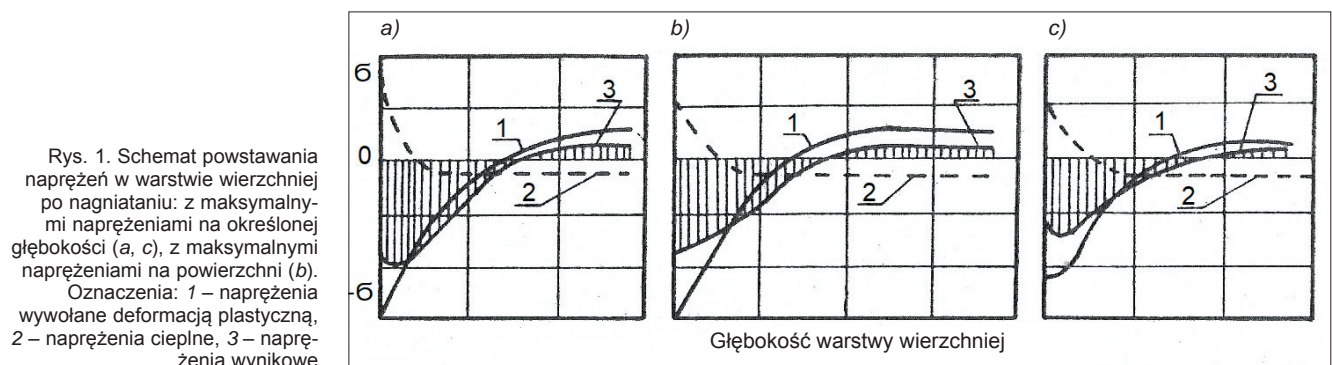 Rys. 1. Schemat powstawania
naprężeń w warstwie wierzchniej
po nagniataniu: z maksymalny-
mi naprężeniami na określonej
głębokości (a, c), z maksymalnymi
naprężeniami na powierzchni (b).
Oznaczenia: 1 – naprężenia
wywołane deformacją plastyczną,
2 – naprężenia cieplne, 3 – naprę-
żenia wynikowe
a)
b)
c)
б
0
-б
1
3
2
1
3
2
1
3
2
Głębokość warstwy wierzchniej